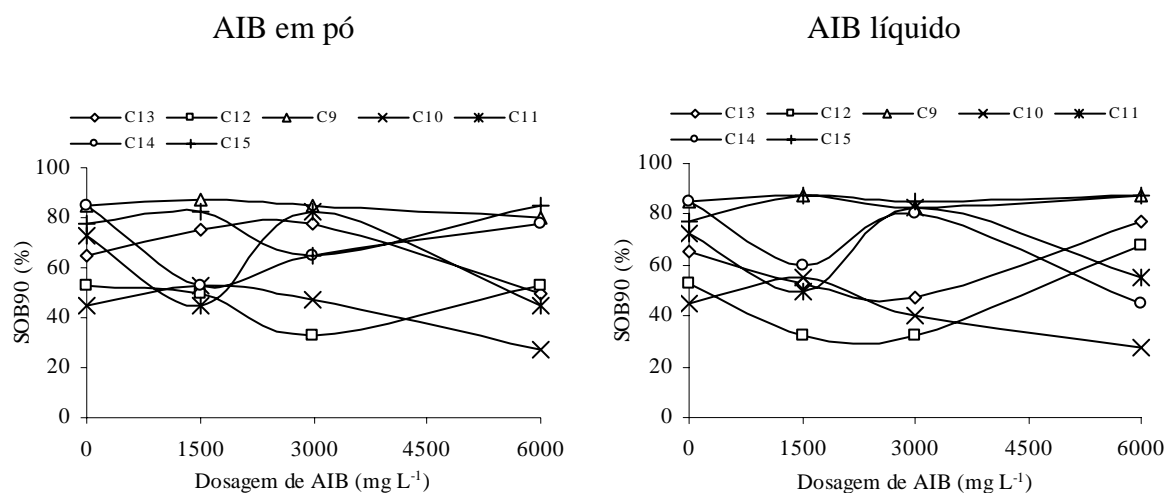 AIB em pó
C13 C12 C9 C10 C11
C14 C15
100
80
60
40
20
0
SOB90 (%)
0 1500 3000 4500 6000
Dosagem de AIB (mg L⁻¹)
AIB líquido
C13 C12 C9 C10 C11
C14 C15
100
80
60
40
20
0
SOB90 (%)
0 1500 3000 4500 6000
Dosagem de AIB (mg L⁻¹)